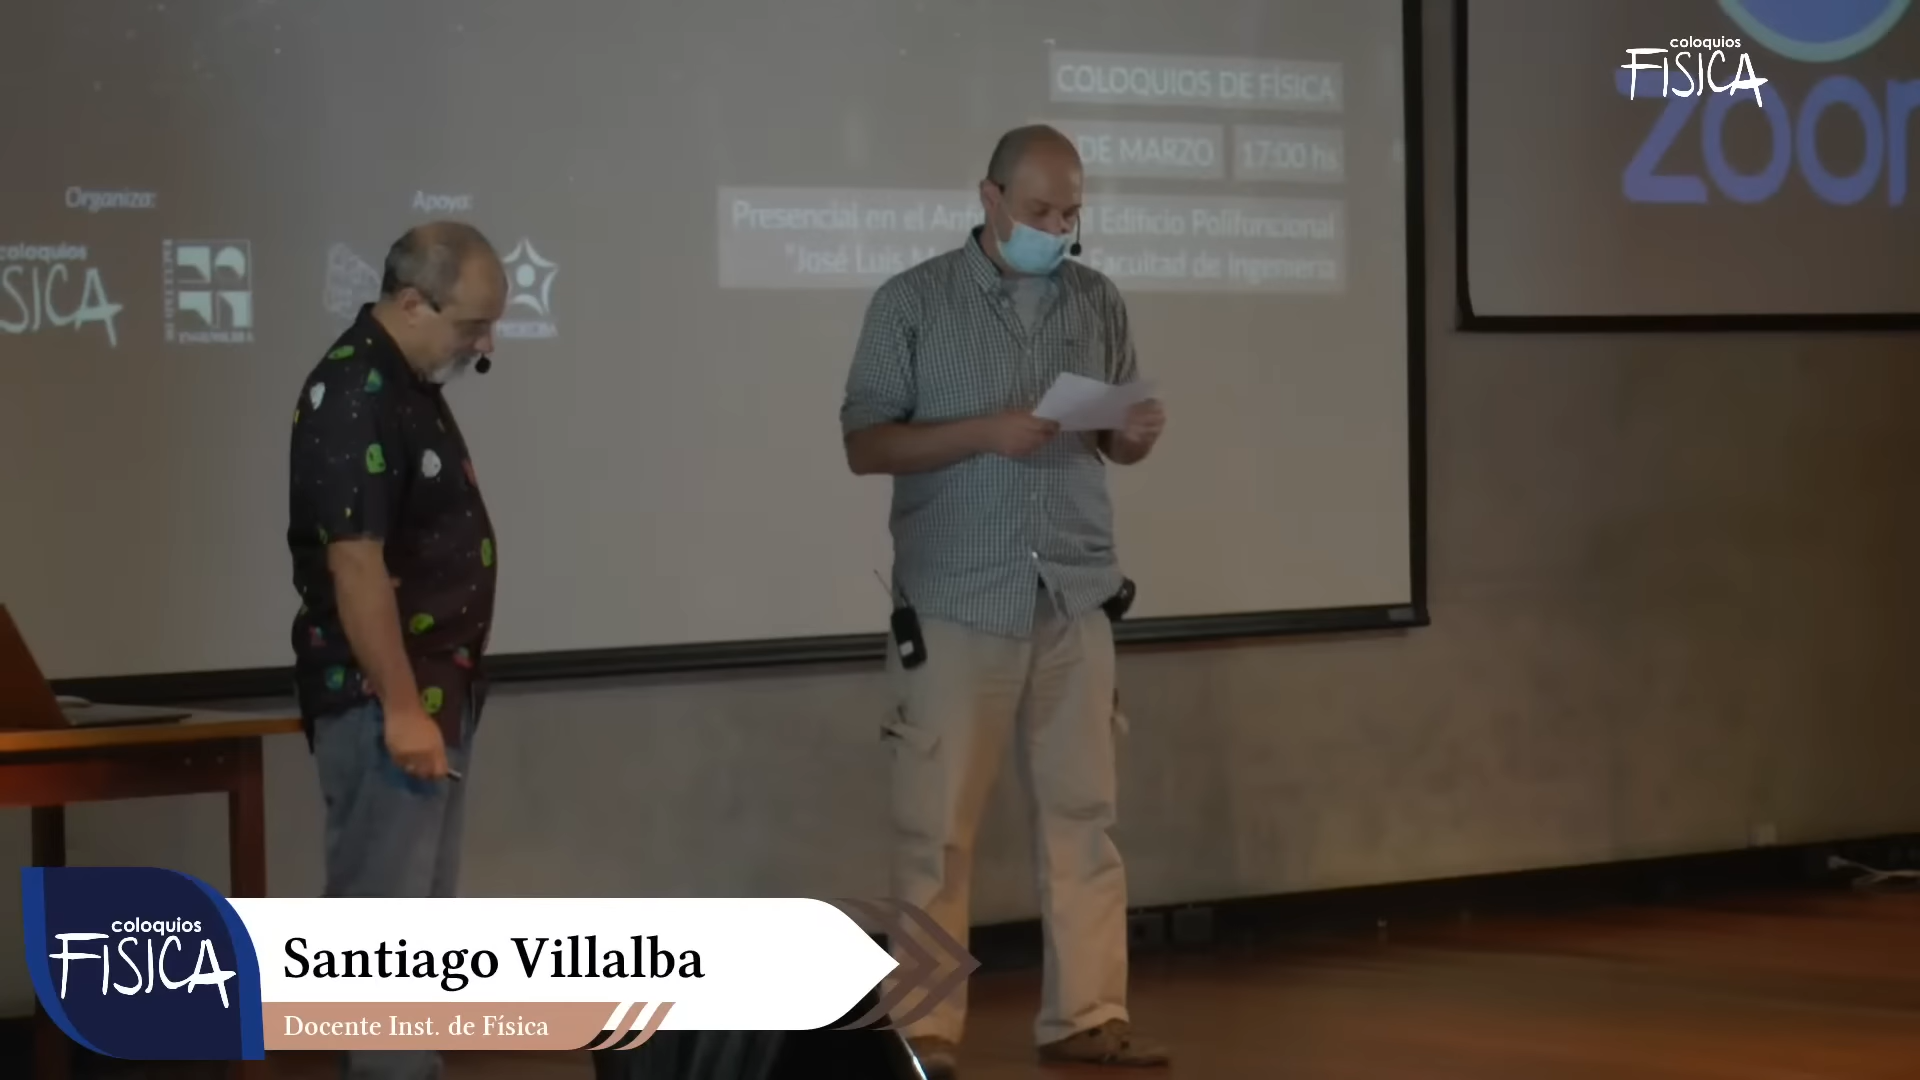 coloquios
FISICA
zoo
COLOQUIOS DE FÍSICA
DE MARZO
17:00 hs
Presencial en el Edificio Polifuncional
"José Luis Facultad de Ingeniería
Organiza:
Apoya:
coloquios
SICA
coloquios
FISICA
Santiago Villalba
Docente Inst. de Física